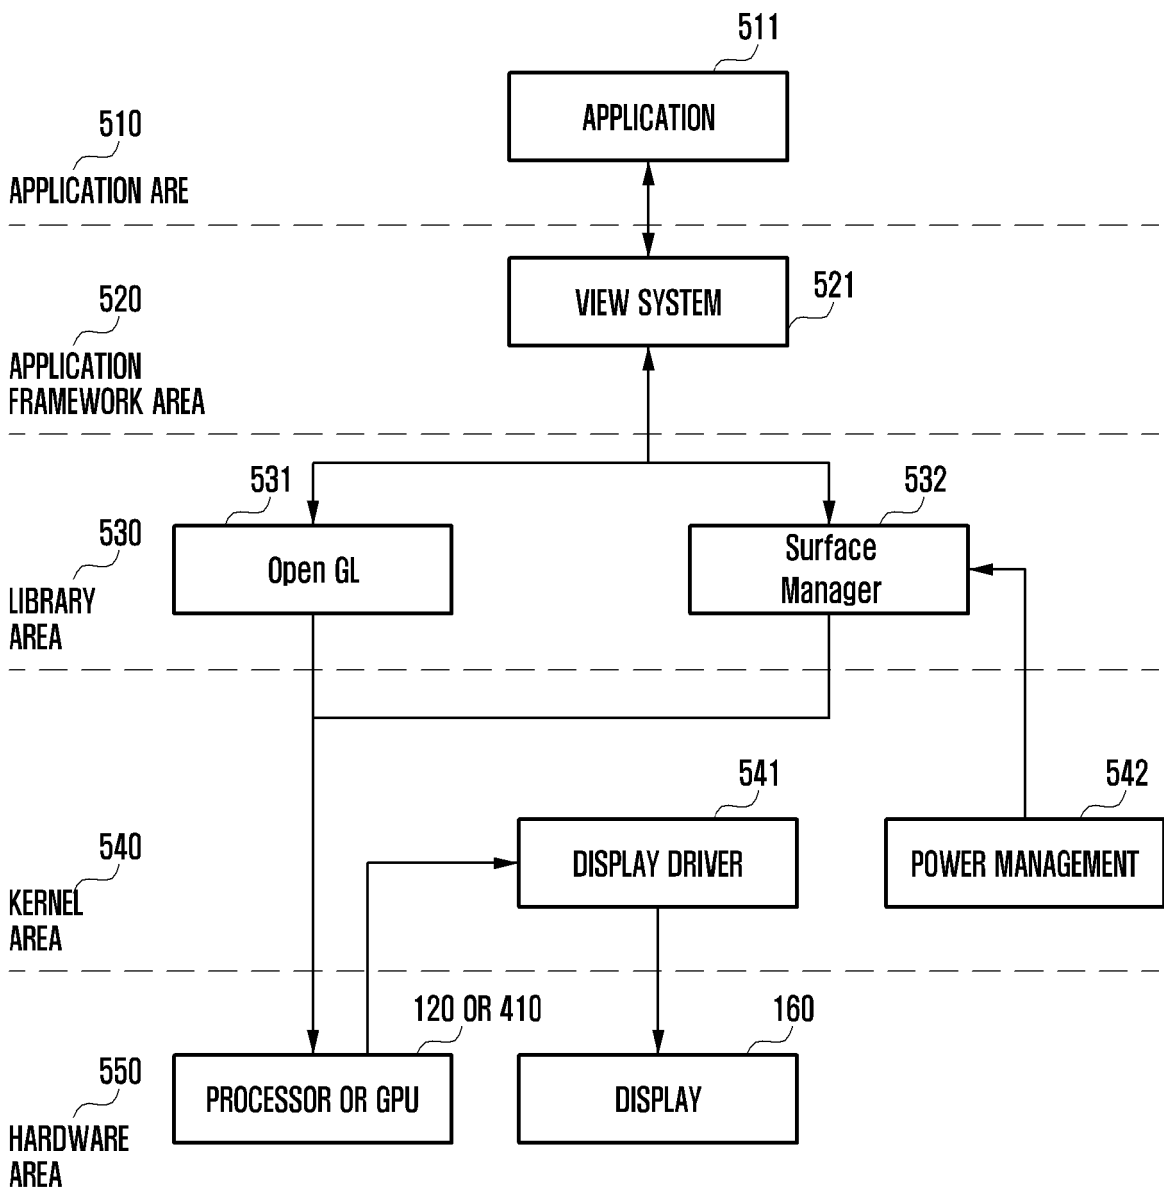 511
APPLICATION
510
APPLICATION ARE
VIEW SYSTEM
521
520
APPLICATION
FRAMEWORK AREA
531
532
Open GL
Surface
Manager
530
LIBRARY
AREA
541
542
DISPLAY DRIVER
POWER MANAGEMENT
540
KERNEL
AREA
120 OR 410
160
PROCESSOR OR GPU
DISPLAY
550
HARDWARE
AREA